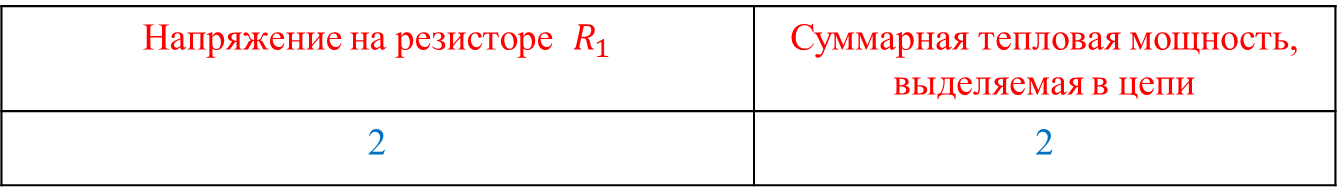 Напряжение на резисторе R₁
Суммарная тепловая мощность,
выделяемая в цепи
2
2